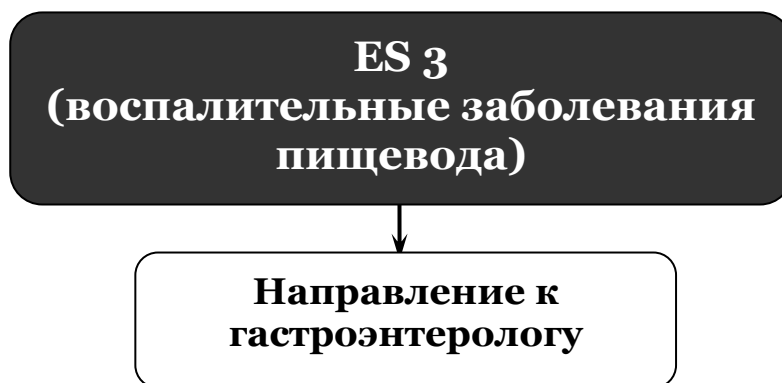 ES 3
(воспалительные заболевания
пищевода)
Направление к
гастроэнтерологу